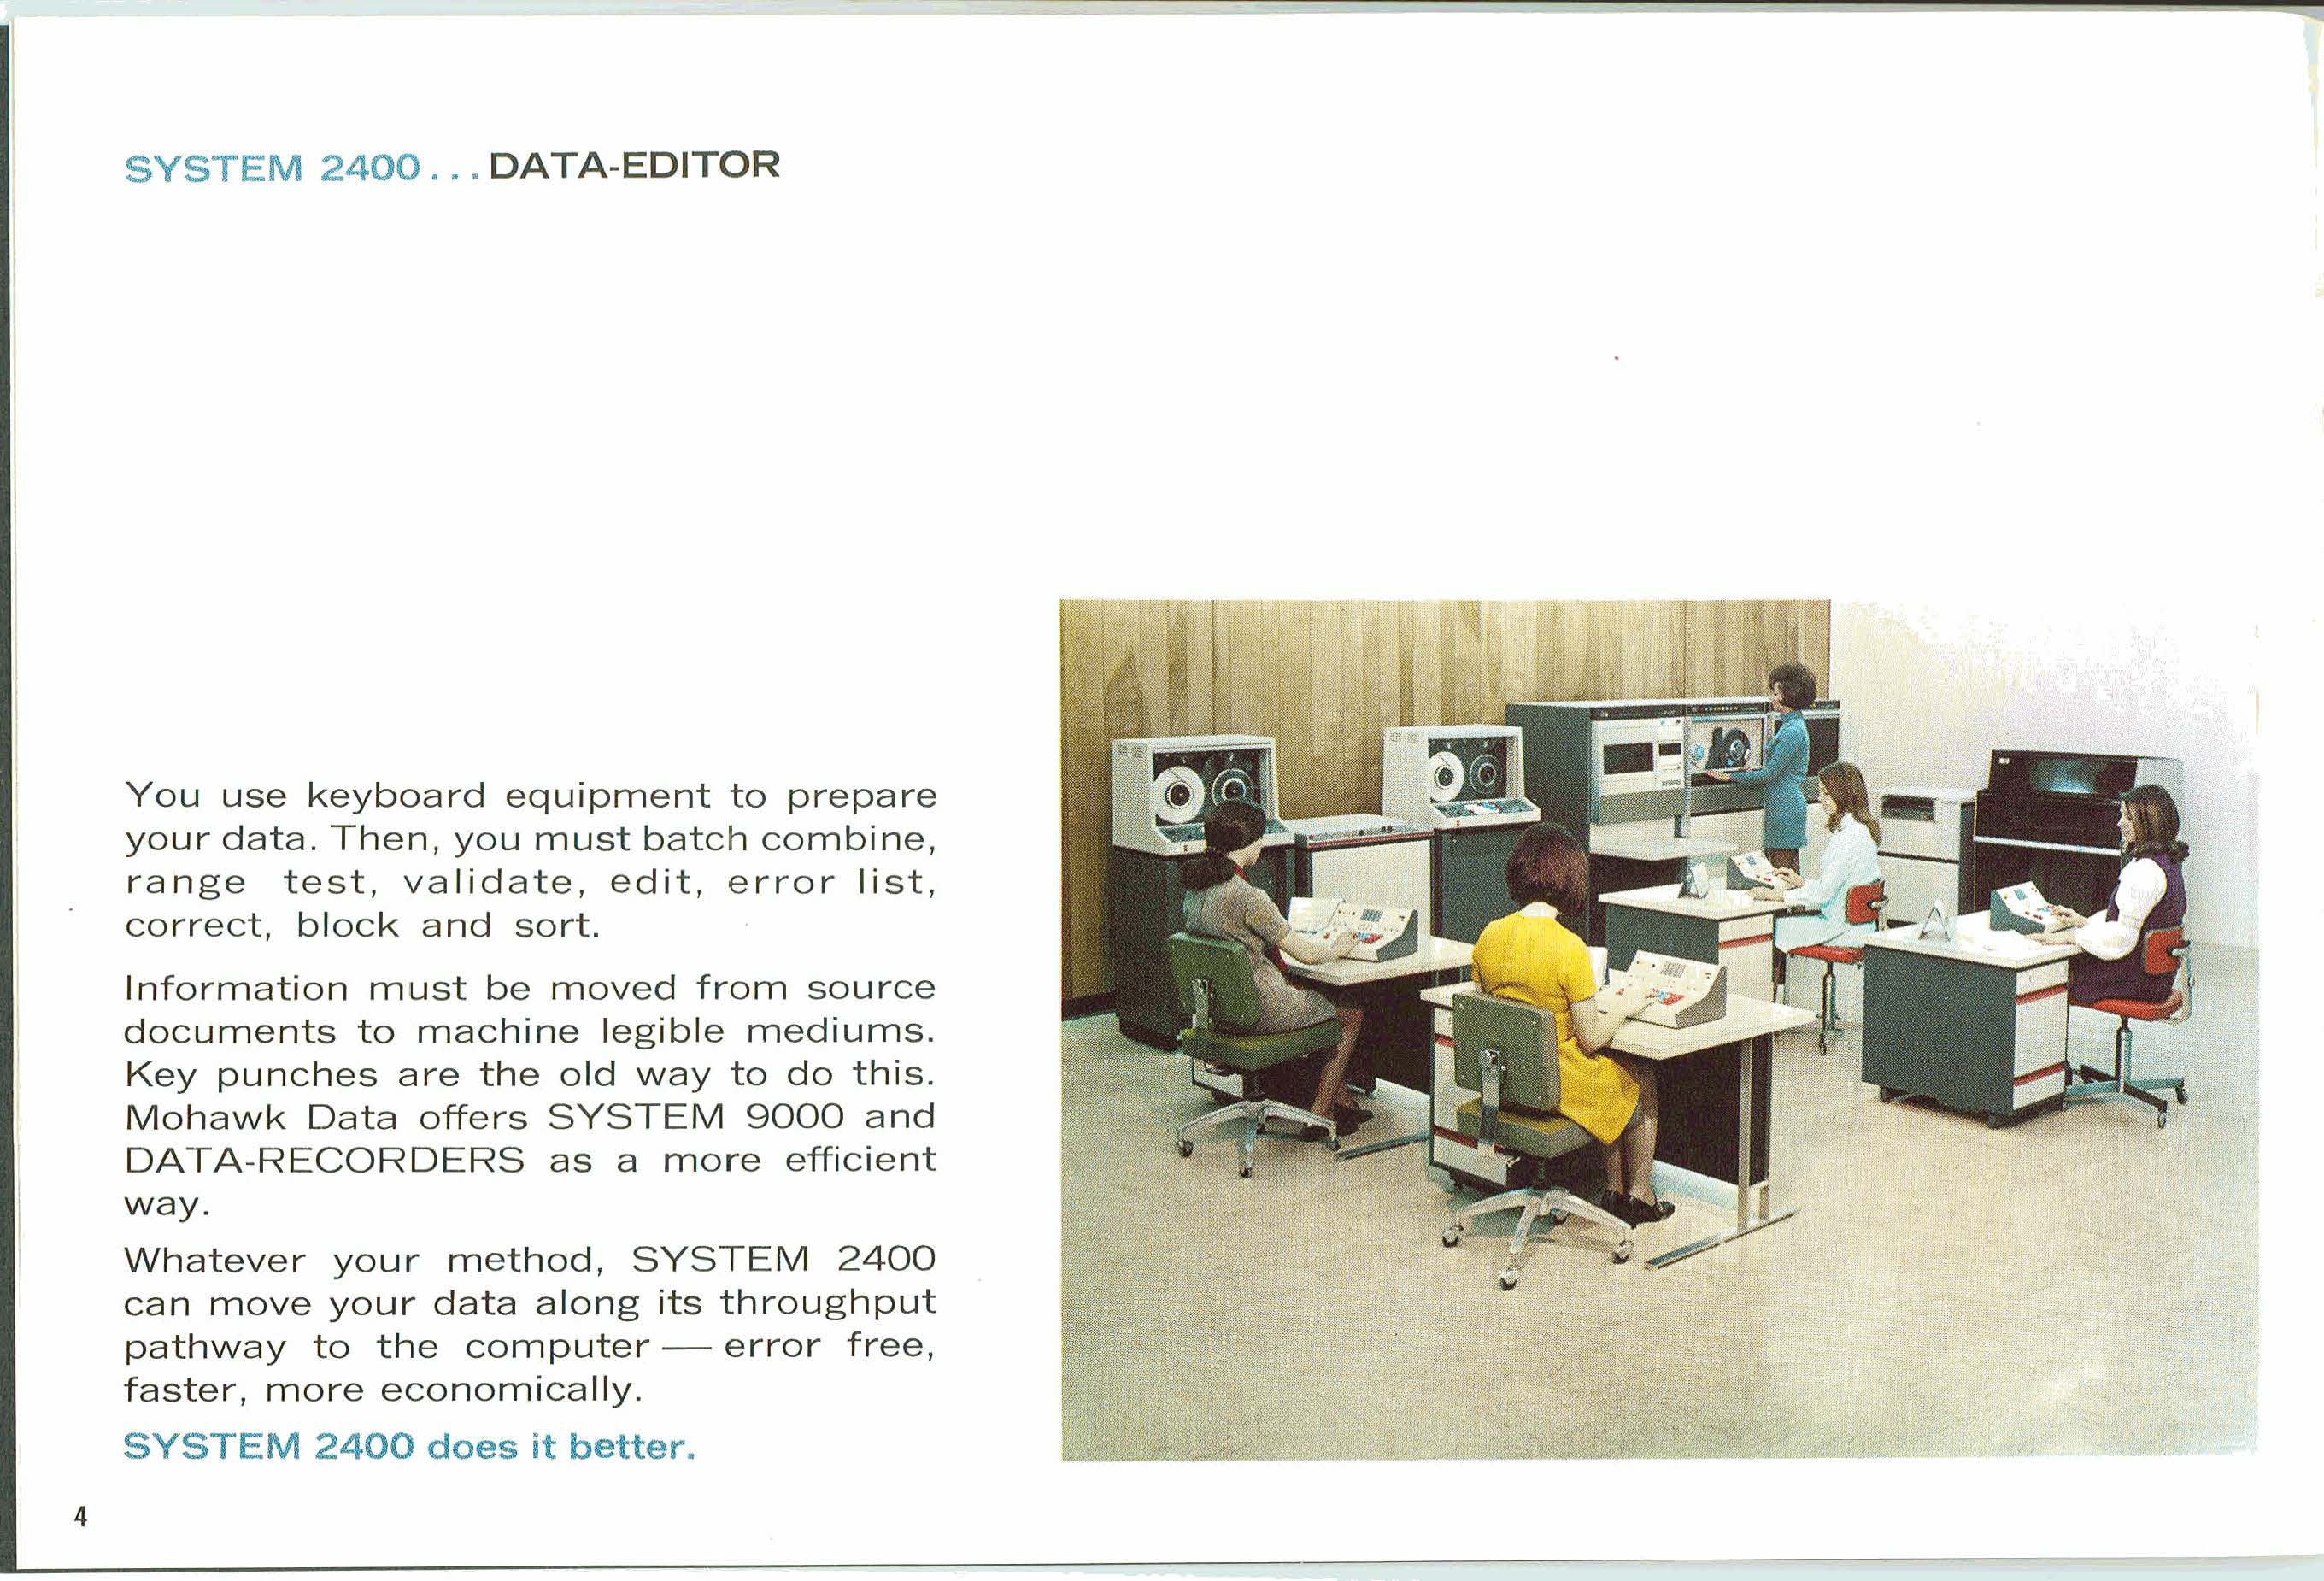 SYSTEM 2400... DATA-EDITOR
You use keyboard equipment to prepare
your data. Then, you must batch combine,
range test, validate, edit, error list,
correct, block and sort.
Information must be moved from source
documents to machine legible mediums.
Key punches are the old way to do this.
Mohawk Data offers SYSTEM 9000 and
DATA-RECORDERS as a more efficient
way.
Whatever your method, SYSTEM 2400
can move your data along its throughput
pathway to the computer — error free,
faster, more economically.
SYSTEM 2400 does it better.
4